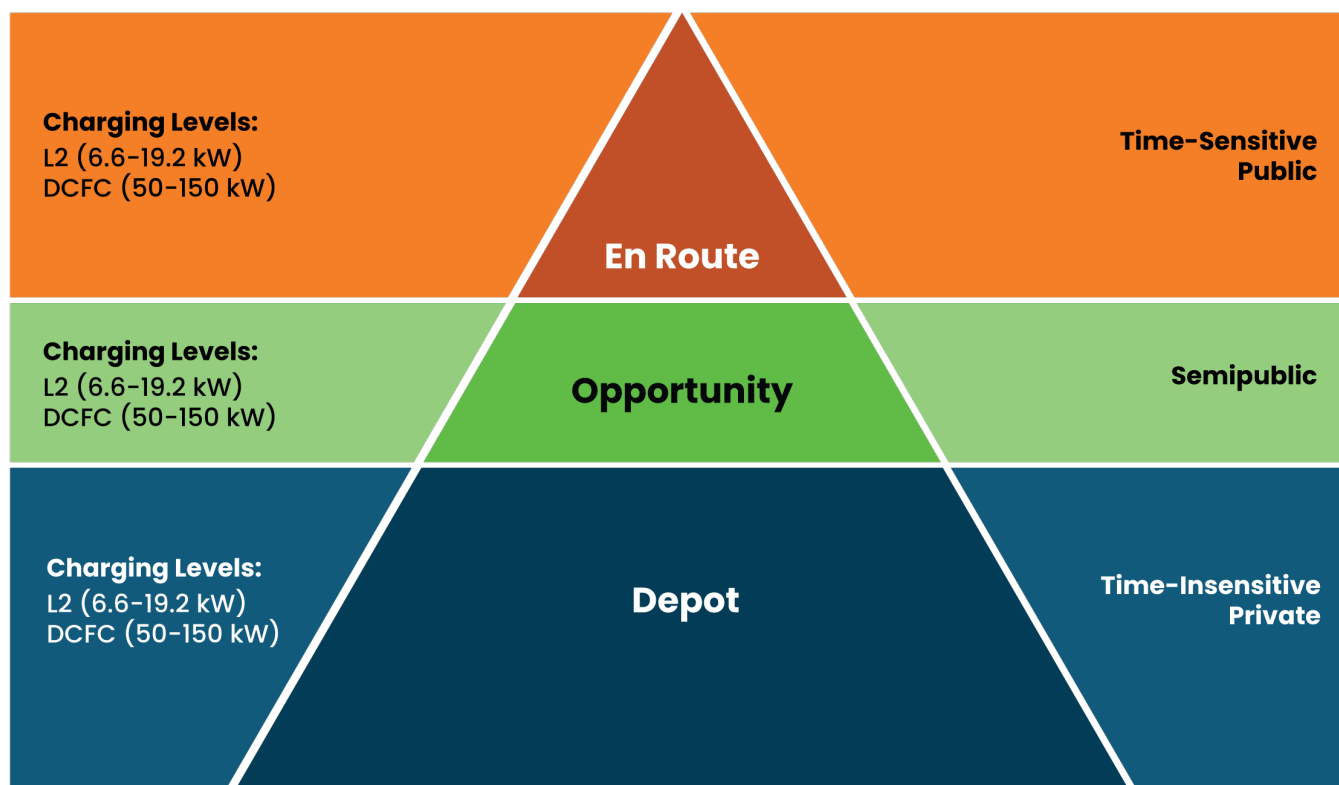 Charging Levels:
L2 (6.6-19.2 kW)
DCFC (50-150 kW)
En Route
Time-Sensitive
Public
Charging Levels:
L2 (6.6-19.2 kW)
DCFC (50-150 kW)
Opportunity
Semipublic
Charging Levels:
L2 (6.6-19.2 kW)
DCFC (50-150 kW)
Depot
Time-Insensitive
Private